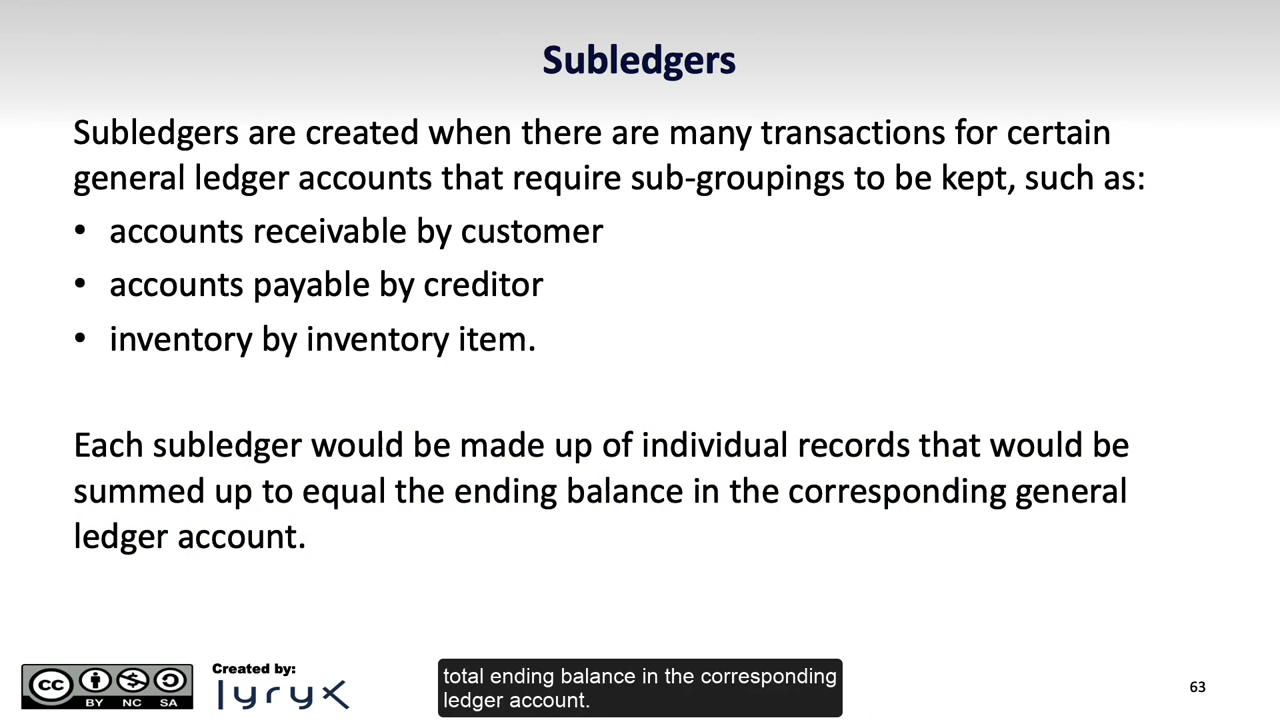 Subledgers
Subledgers are created when there are many transactions for certain
general ledger accounts that require sub-groupings to be kept, such as:
• accounts receivable by customer
• accounts payable by creditor
• inventory by inventory item.
Each subledger would be made up of individual records that would be
summed up to equal the ending balance in the corresponding general
ledger account.
cc
BY NC SA
Created by:
lyryx
total ending balance in the corresponding
ledger account.
63